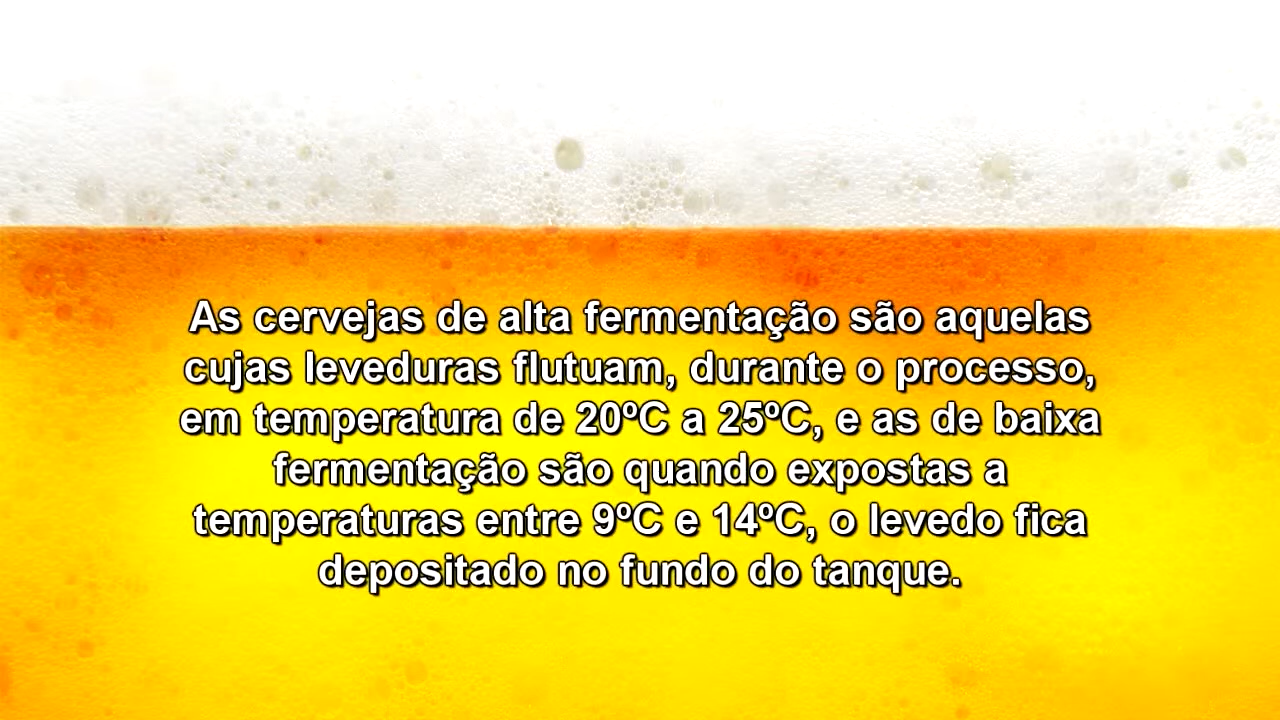 As cervejas de alta fermentação são aquelas
cujas leveduras flutuam, durante o processo,
em temperatura de 20ºC a 25ºC, e as de baixa
fermentação são quando expostas a
temperaturas entre 9ºC e 14ºC, o levedo fica
depositado no fundo do tanque.